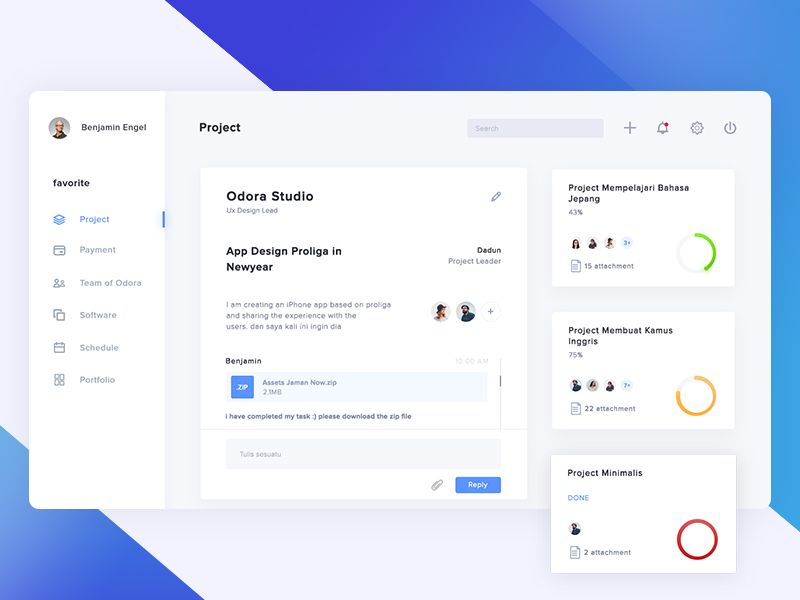 Benjamin Engel
favorite
Project
Payment
Team of Odora
Software
Schedule
Portfolio
Project
Search
Odora Studio
Ux Design Lead
App Design Proliga in
Newyear
Dadun
Project Leader
I am creating an iPhone app based on proliga
and sharing the experience with the
users. dan saya kali ini ingin dia
+
Benjamin
10:00 AM
.ZIP
Assets Jaman Now.zip
2.1MB
i have completed my task :) please download the zip file
Tulis sesuatu
Reply
Project Mempelajari Bahasa
Jepang
43%
3+
15 attachment
Project Membuat Kamus
Inggris
75%
7+
22 attachment
Project Minimalis
DONE
2 attachment